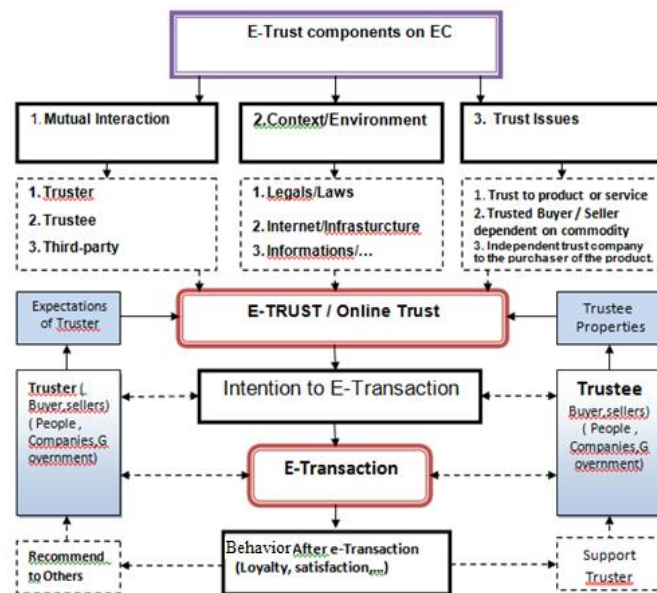 E-Trust components on EC
1. Mutual Interaction
2.Context/Environment
3. Trust Issues
1. Truster
2. Trustee
3. Third-party
1. Legals/Laws
2. Internet/Infrasturcture
3. Informations/...
1. Trust to product or service
2. Trusted Buyer / Seller
dependent on commodity
3. Independent trust company
to the purchaser of the product.
Expectations
of Truster
E-TRUST / Online Trust
Trustee
Properties
Truster (
Buyer,sellers)
( People ,
Companies,G
overnment)
Intention to E-Transaction
Trustee
Buyer,sellers)
( People ,
Companies,G
overnment)
E-Transaction
Recommend
to Others
Behavior After e-Transaction
(Loyalty, satisfaction,...)
Support
Truster